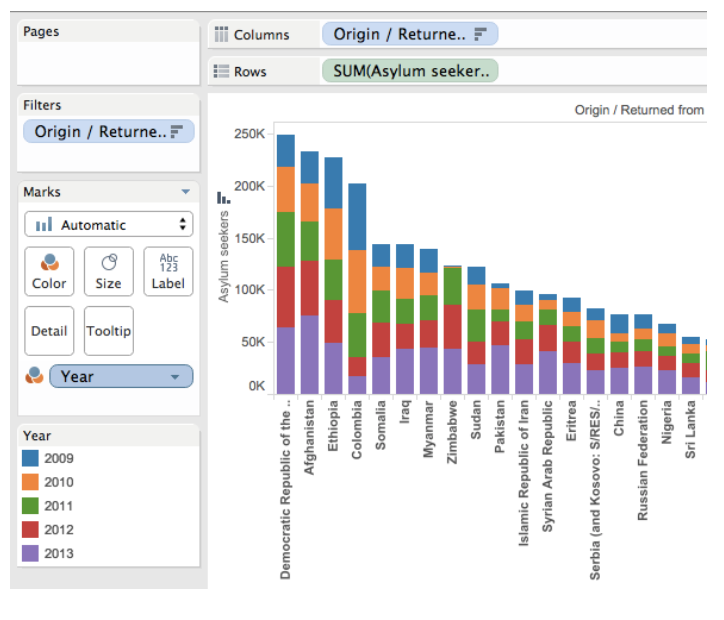 Pages
Columns
Origin / Returne..
Rows
SUM(Asylum seeker..
Filters
Origin / Returne..
Marks
Automatic
Color
Size
Abc
123
Label
Detail
Tooltip
Year
Year
2009
2010
2011
2012
2013
Origin / Returned from
Asylum seekers
250K
200K
150K
100K
50K
0K
Democratic Republic of the ..
Afghanistan
Ethiopia
Colombia
Somalia
Iraq
Myanmar
Zimbabwe
Sudan
Pakistan
Islamic Republic of Iran
Syrian Arab Republic
Eritrea
Serbia (and Kosovo: S/RES/..
China
Russian Federation
Nigeria
Sri Lanka